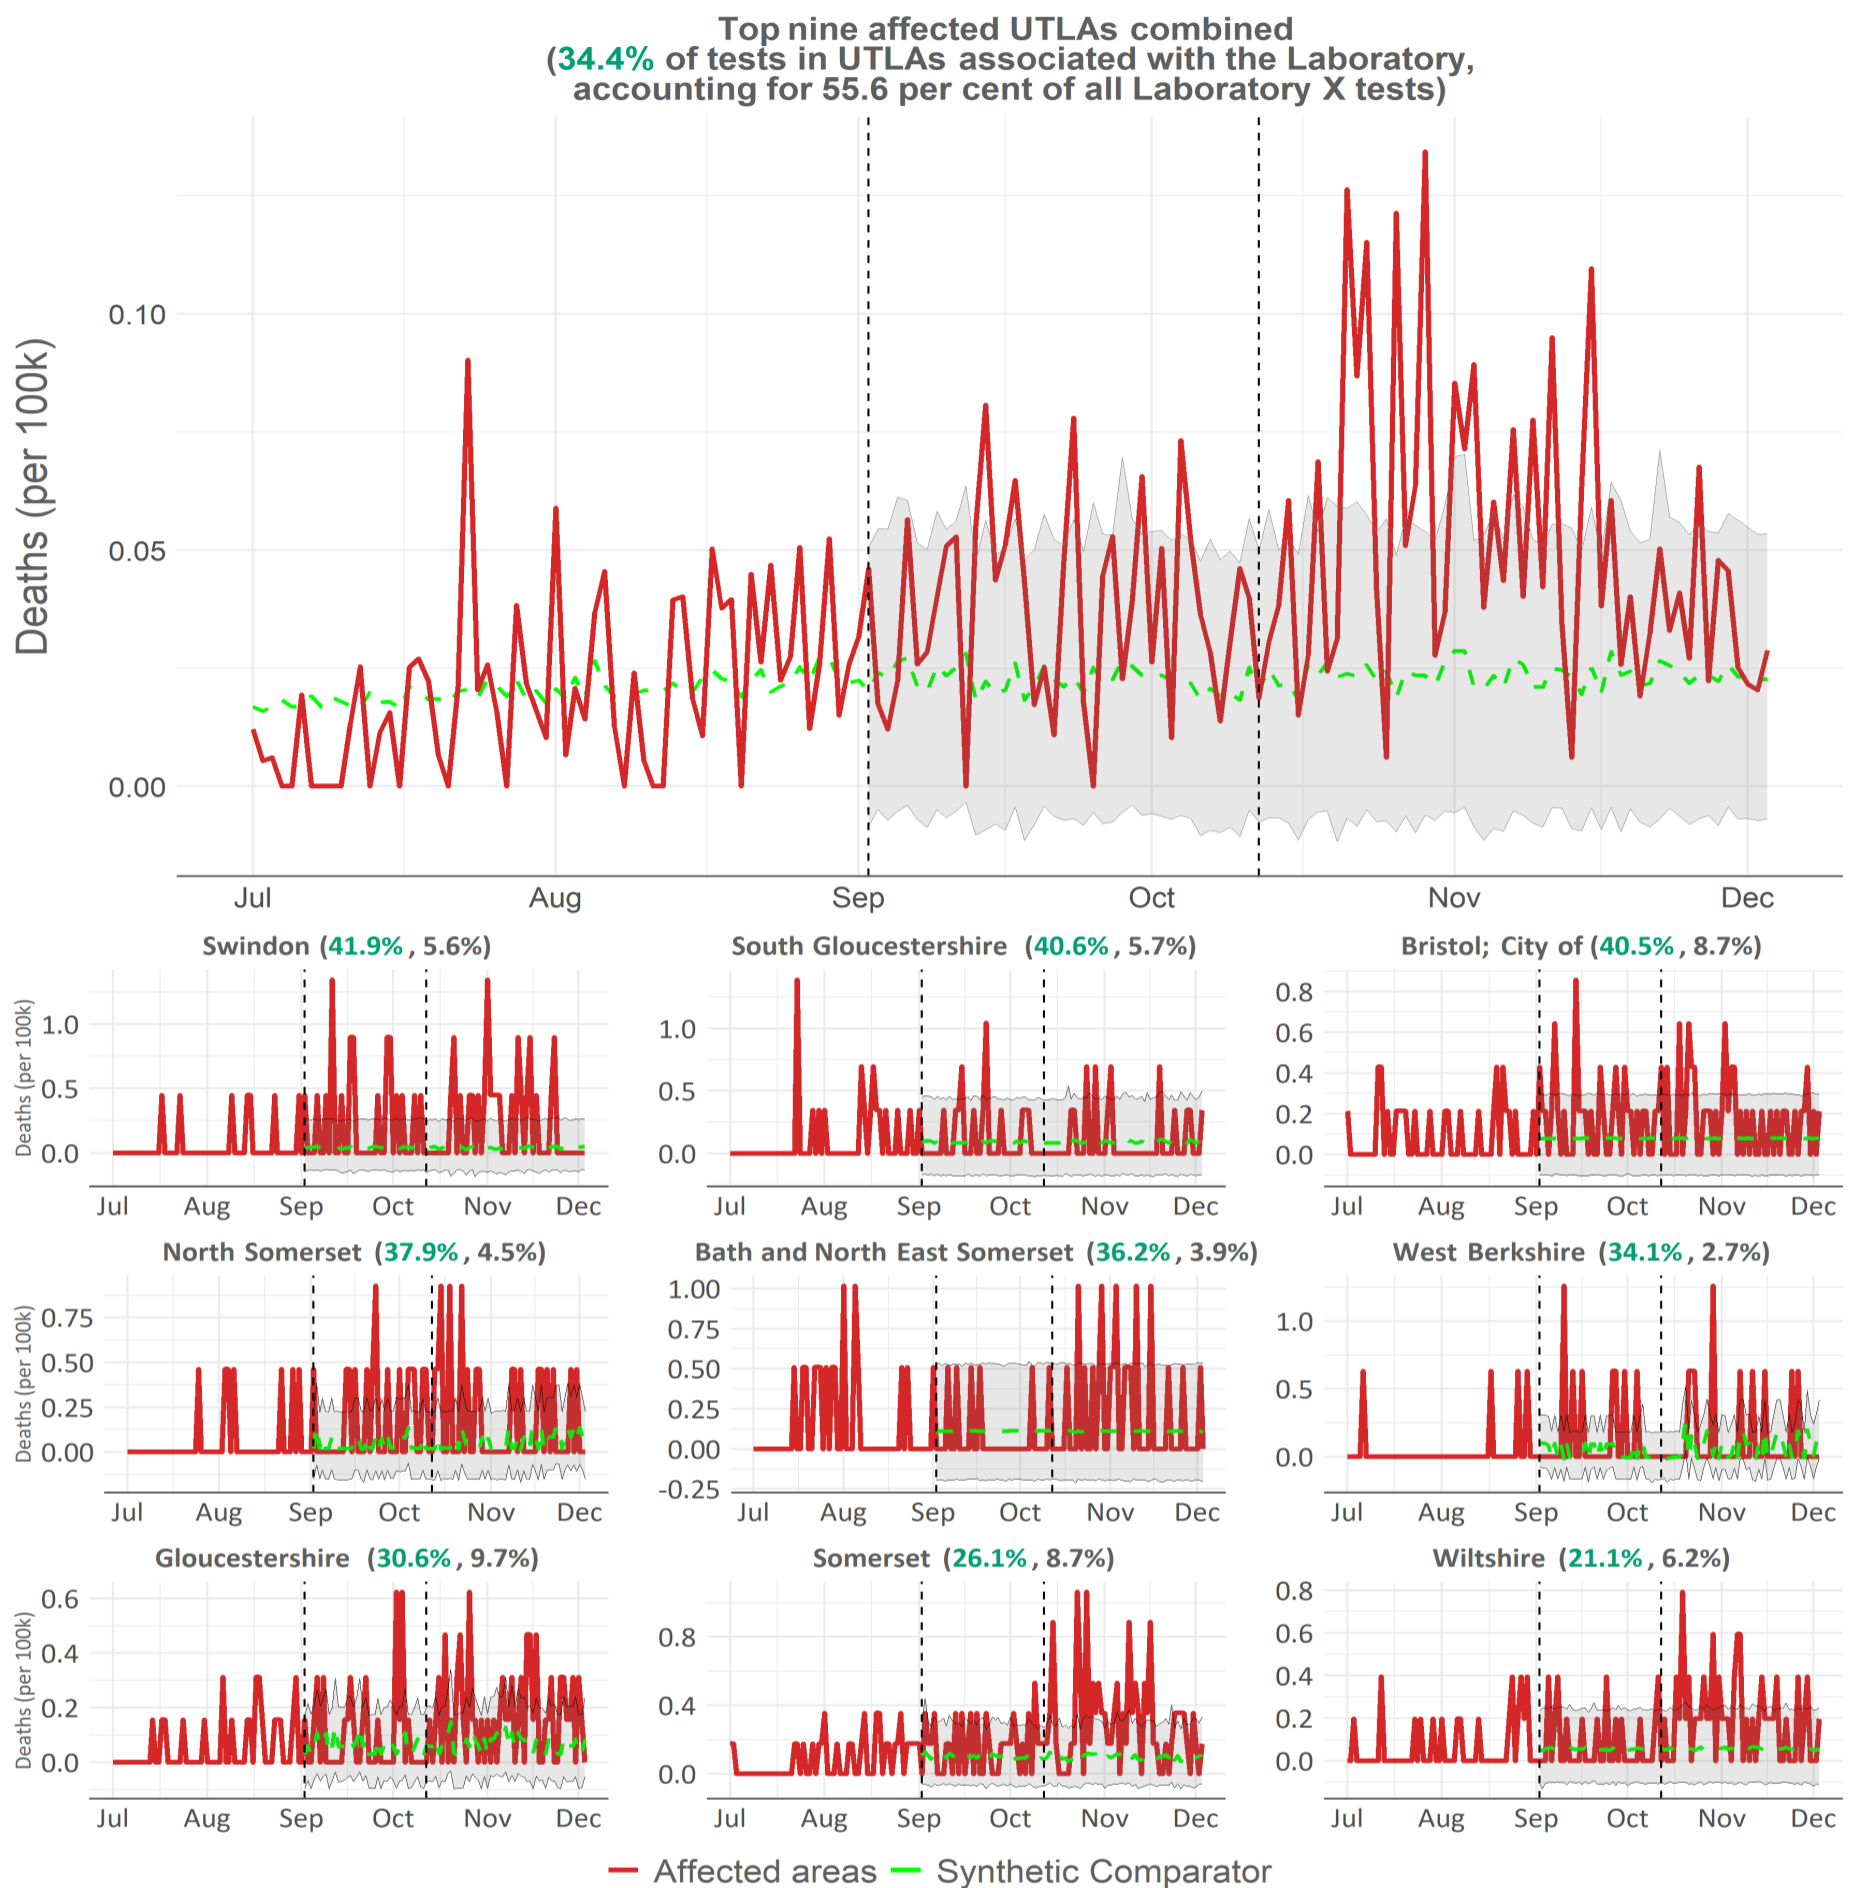 Top nine affected UTLAs combined
(34.4% of tests in UTLAs associated with the Laboratory,
accounting for 55.6 per cent of all Laboratory X tests)
Deaths (per 100k)
0.10
0.05
0.00
Jul Aug Sep Oct Nov Dec
Swindon (41.9%, 5.6%)
Deaths (per 100k)
1.0
0.5
0.0
Jul Aug Sep Oct Nov Dec
South Gloucestershire (40.6%, 5.7%)
1.0
0.5
0.0
Jul Aug Sep Oct Nov Dec
Bristol; City of (40.5%, 8.7%)
0.8
0.6
0.4
0.2
0.0
Jul Aug Sep Oct Nov Dec
North Somerset (37.9%, 4.5%)
Deaths (per 100k)
0.75
0.50
0.25
0.00
Jul Aug Sep Oct Nov Dec
Bath and North East Somerset (36.2%, 3.9%)
1.00
0.75
0.50
0.25
0.00
-0.25
Jul Aug Sep Oct Nov Dec
West Berkshire (34.1%, 2.7%)
1.0
0.5
0.0
Jul Aug Sep Oct Nov Dec
Gloucestershire (30.6%, 9.7%)
Deaths (per 100k)
0.6
0.4
0.2
0.0
Jul Aug Sep Oct Nov Dec
Somerset (26.1%, 8.7%)
0.8
0.4
0.0
Jul Aug Sep Oct Nov Dec
Wiltshire (21.1%, 6.2%)
0.8
0.6
0.4
0.2
0.0
Jul Aug Sep Oct Nov Dec
Affected areas Synthetic Comparator